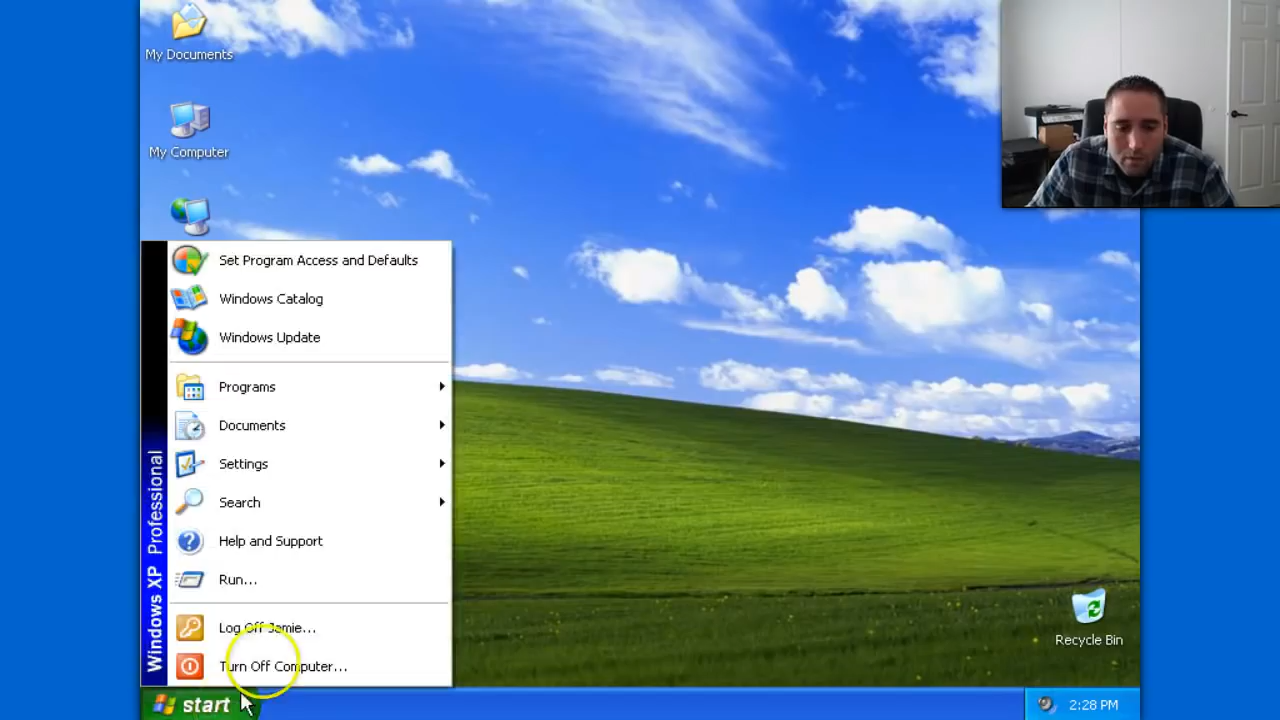 My Documents
My Computer
Set Program Access and Defaults
Windows Catalog
Windows Update
Programs
Documents
Settings
Search
Help and Support
Run...
Log Off Jamie...
Turn Off Computer...
Windows XP Professional
Recycle Bin
start
2:28 PM